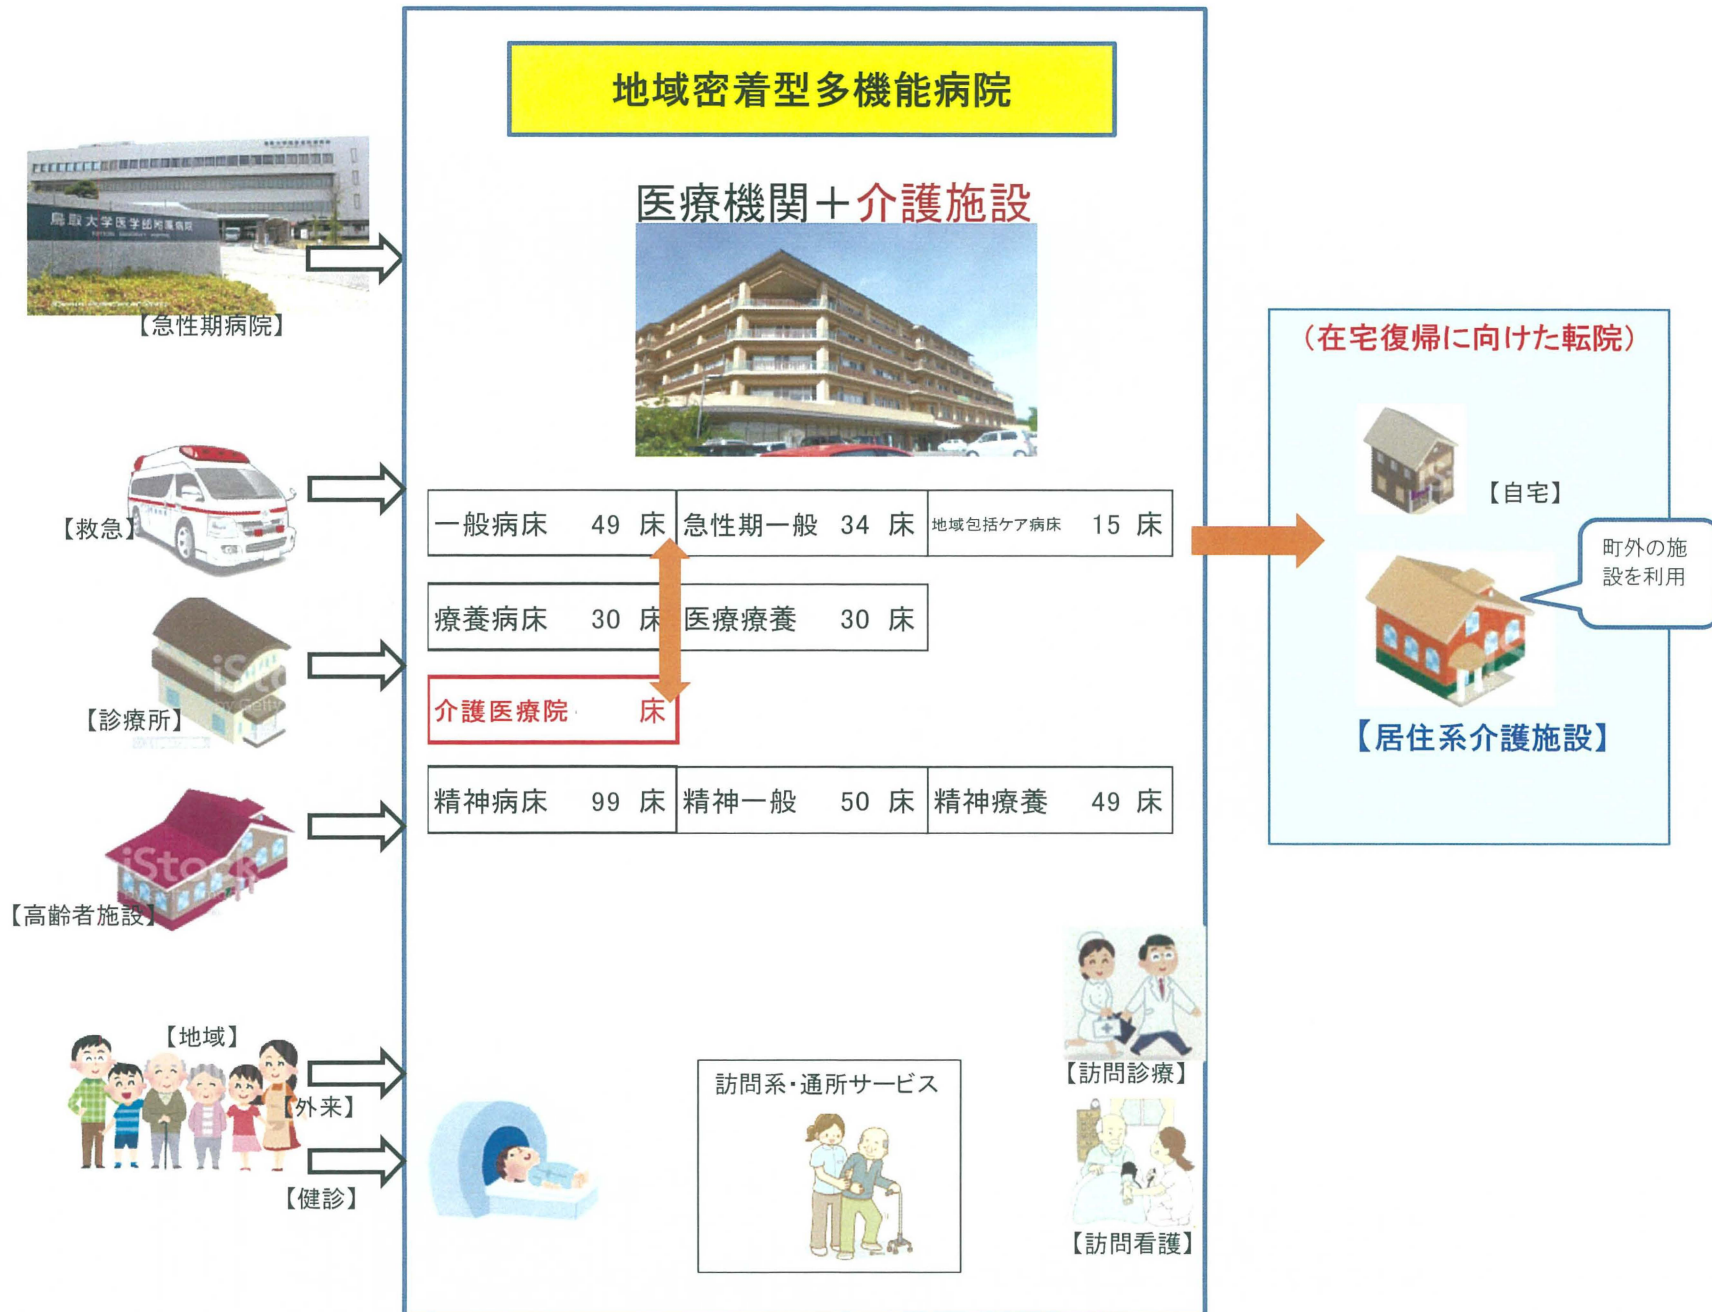 地域密着型多機能病院
医療機関＋介護施設
鳥取大学医学部附属病院
【急性期病院】
【救急】
【診療所】
【高齢者施設】
【地域】
【外来】
【健診】
一般病床 49 床 急性期一般 34 床 地域包括ケア病床 15 床
療養病床 30 床 医療療養 30 床
介護医療院 床
精神病床 99 床 精神一般 50 床 精神療養 49 床
訪問系・通所サービス
【訪問診療】
【訪問看護】
（在宅復帰に向けた転院）
【自宅】
町外の施
設を利用
【居住系介護施設】
iStock
iStock